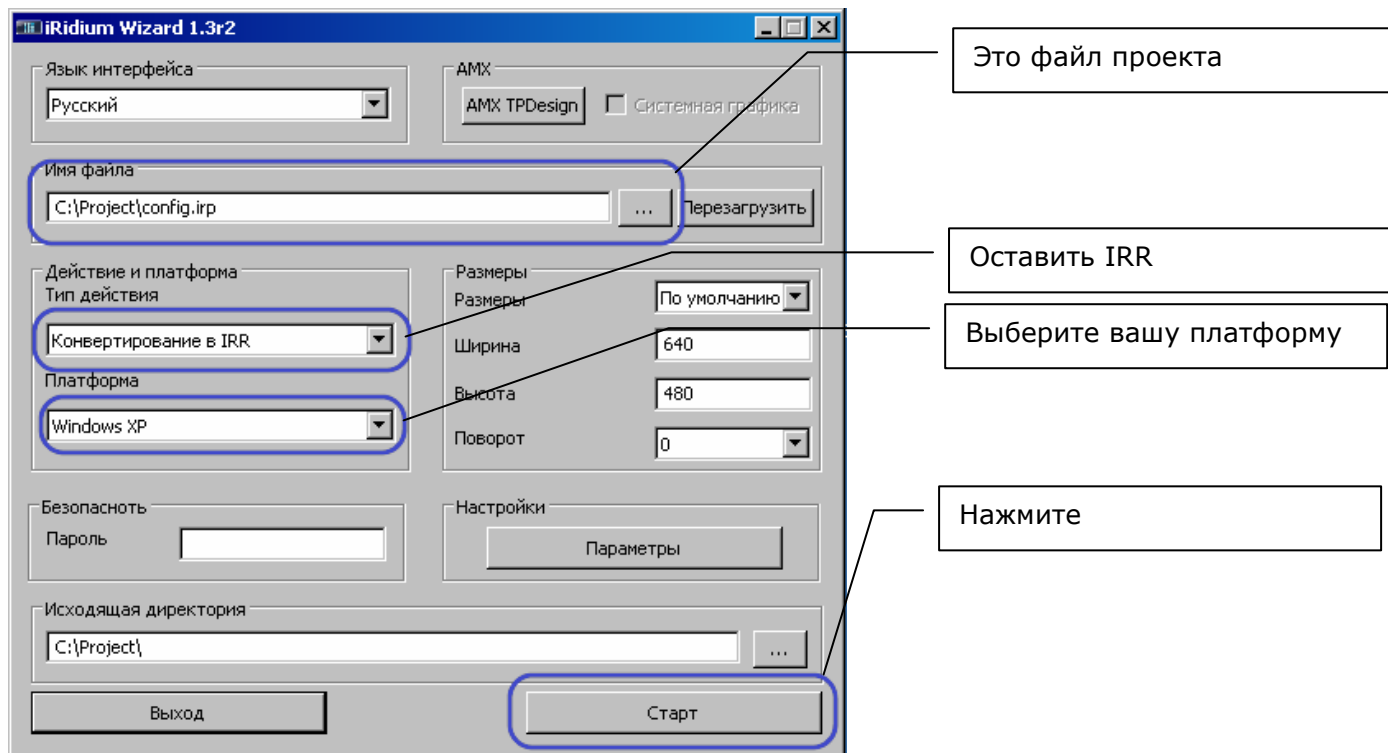 iRidium Wizard 1.3r2
Язык интерфейса
Русский
AMX
AMX TPDesign
Системная графика
Это файл проекта
Имя файла
C:\Project\config.irp
...
Перезагрузить
Действие и платформа
Тип действия
Конвертирование в IRR
Платформа
Windows XP
Размеры
Размеры
По умолчанию
Ширина
640
Высота
480
Поворот
0
Оставить IRR
Выберите вашу платформу
Безопасноть
Пароль
Настройки
Параметры
Нажмите
Исходящая директория
C:\Project\
...
Выход
Старт